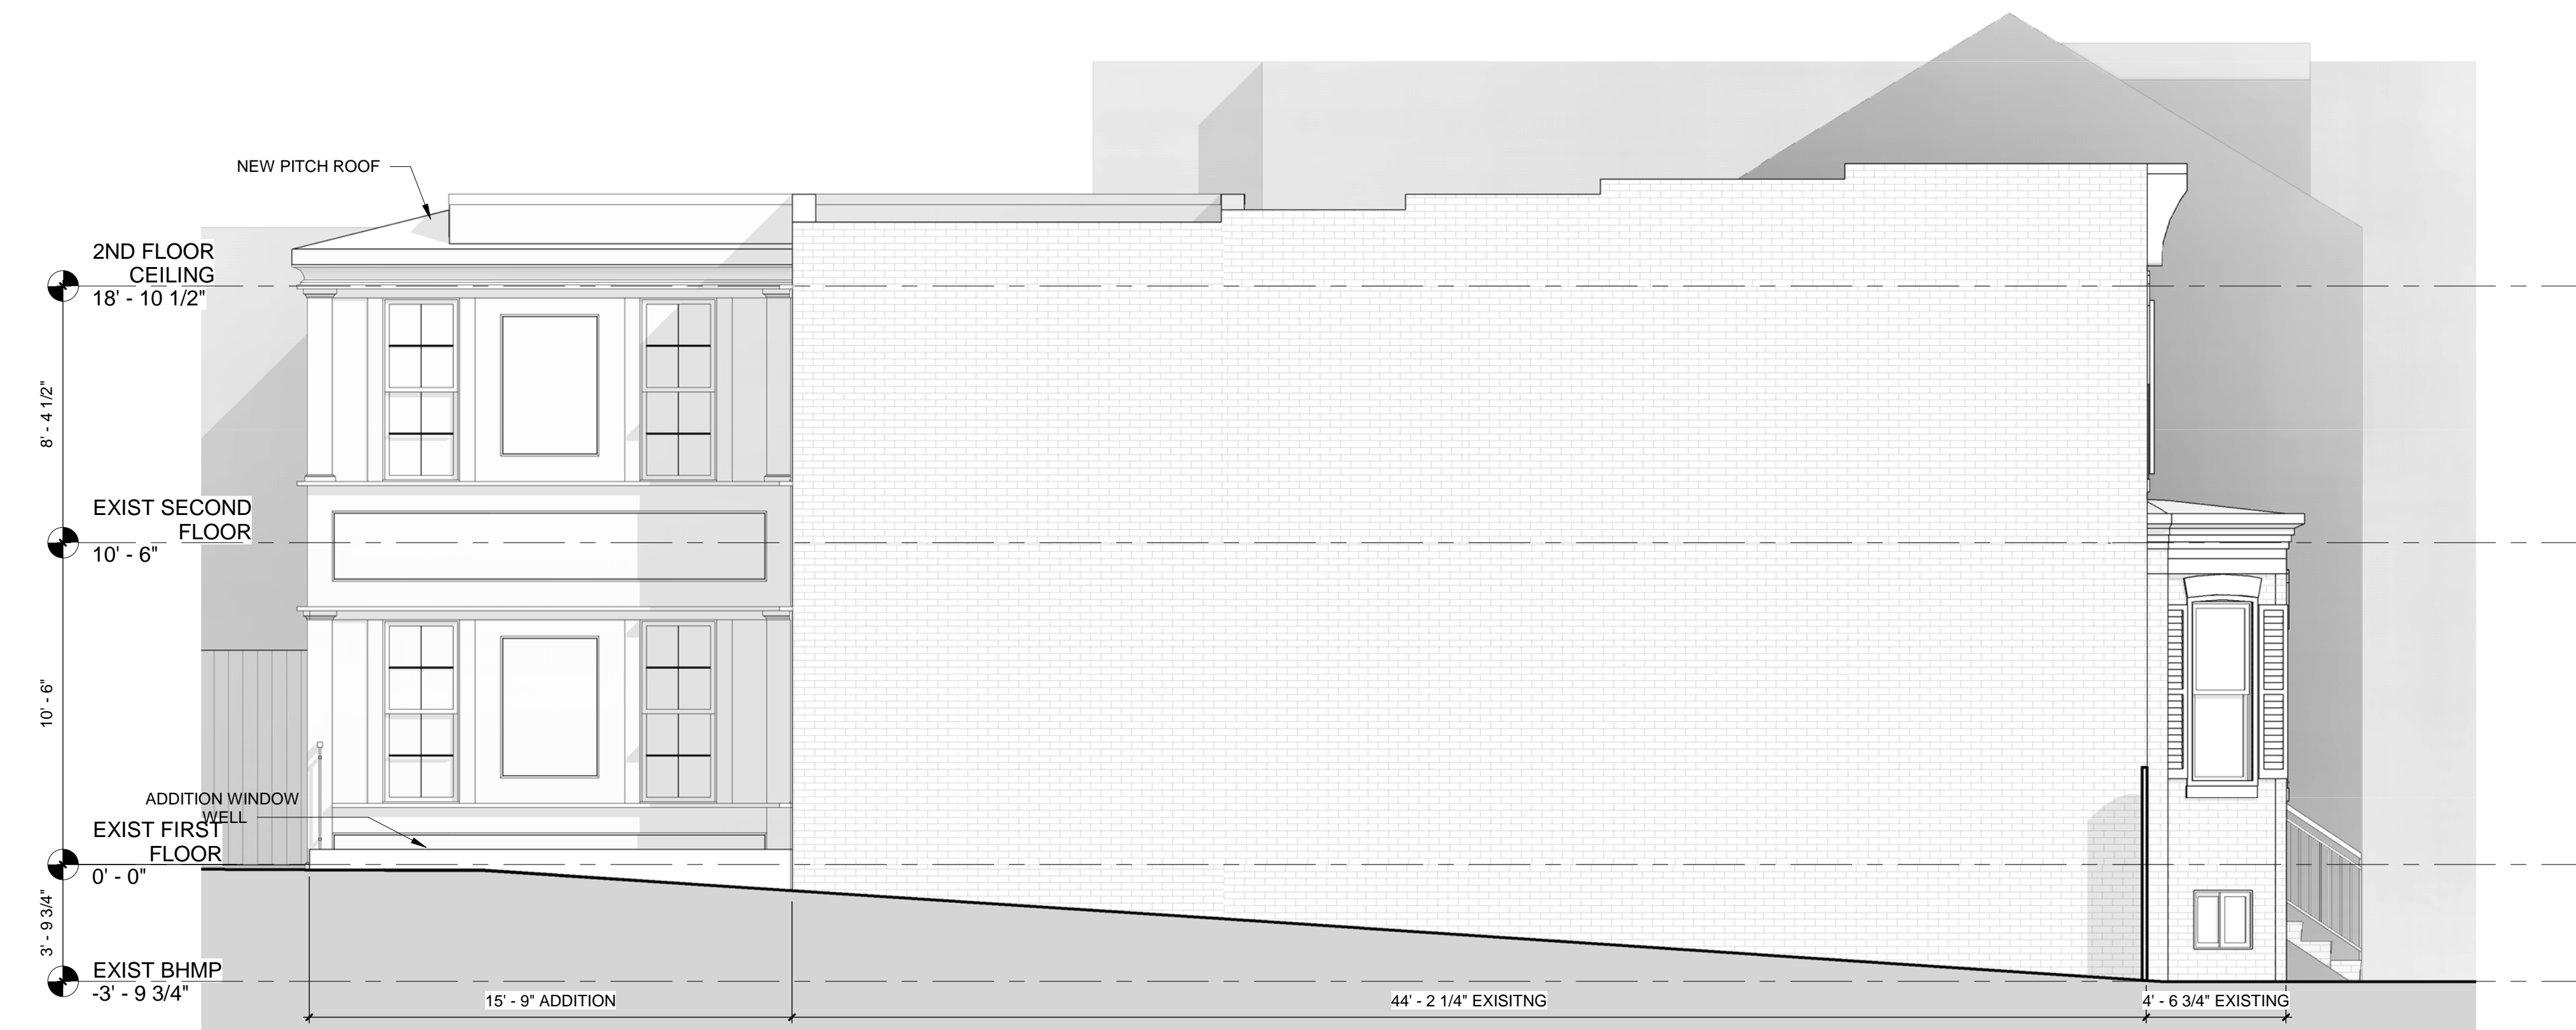 NEW PITCH ROOF
2ND FLOOR
CEILING
18' - 10 1/2"
8' - 4 1/2"
EXIST SECOND
FLOOR
10' - 6"
10' - 6"
ADDITION WINDOW
WELL
EXIST FIRST
FLOOR
0' - 0"
3' - 9 3/4"
EXIST BHMP
-3' - 9 3/4"
15' - 9" ADDITION
44' - 2 1/4" EXISITNG
4' - 6 3/4" EXISTING